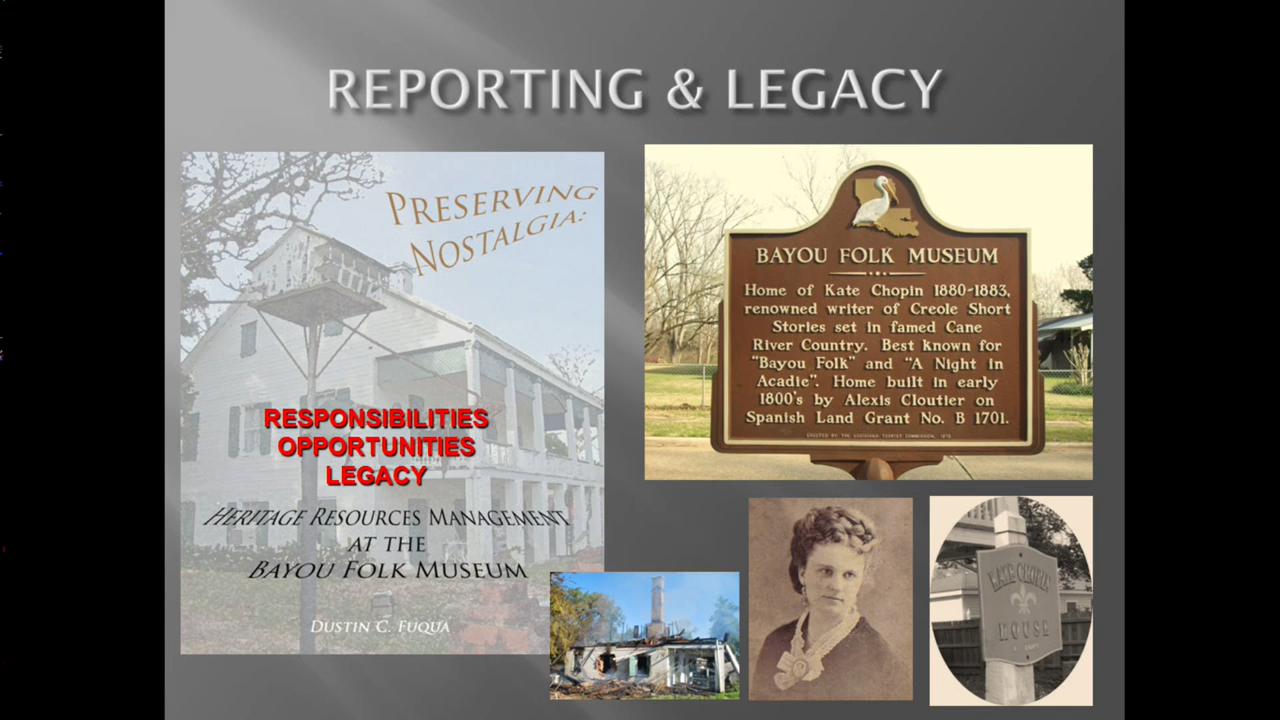 REPORTING & LEGACY
PRESERVING
NOSTALGIA:
RESPONSIBILITIES
OPPORTUNITIES
LEGACY
HERITAGE RESOURCES MANAGEMENT
AT THE
BAYOU FOLK MUSEUM
DUSTIN C. FUQUA
BAYOU FOLK MUSEUM
Home of Kate Chopin 1880-1883,
renowned writer of Creole Short
Stories set in famed Cane
River Country. Best known for
"Bayou Folk" and "A Night in
Acadie". Home built in early
1800's by Alexis Cloutier on
Spanish Land Grant No. B 1701.
KATE CHOPIN
HOUSE